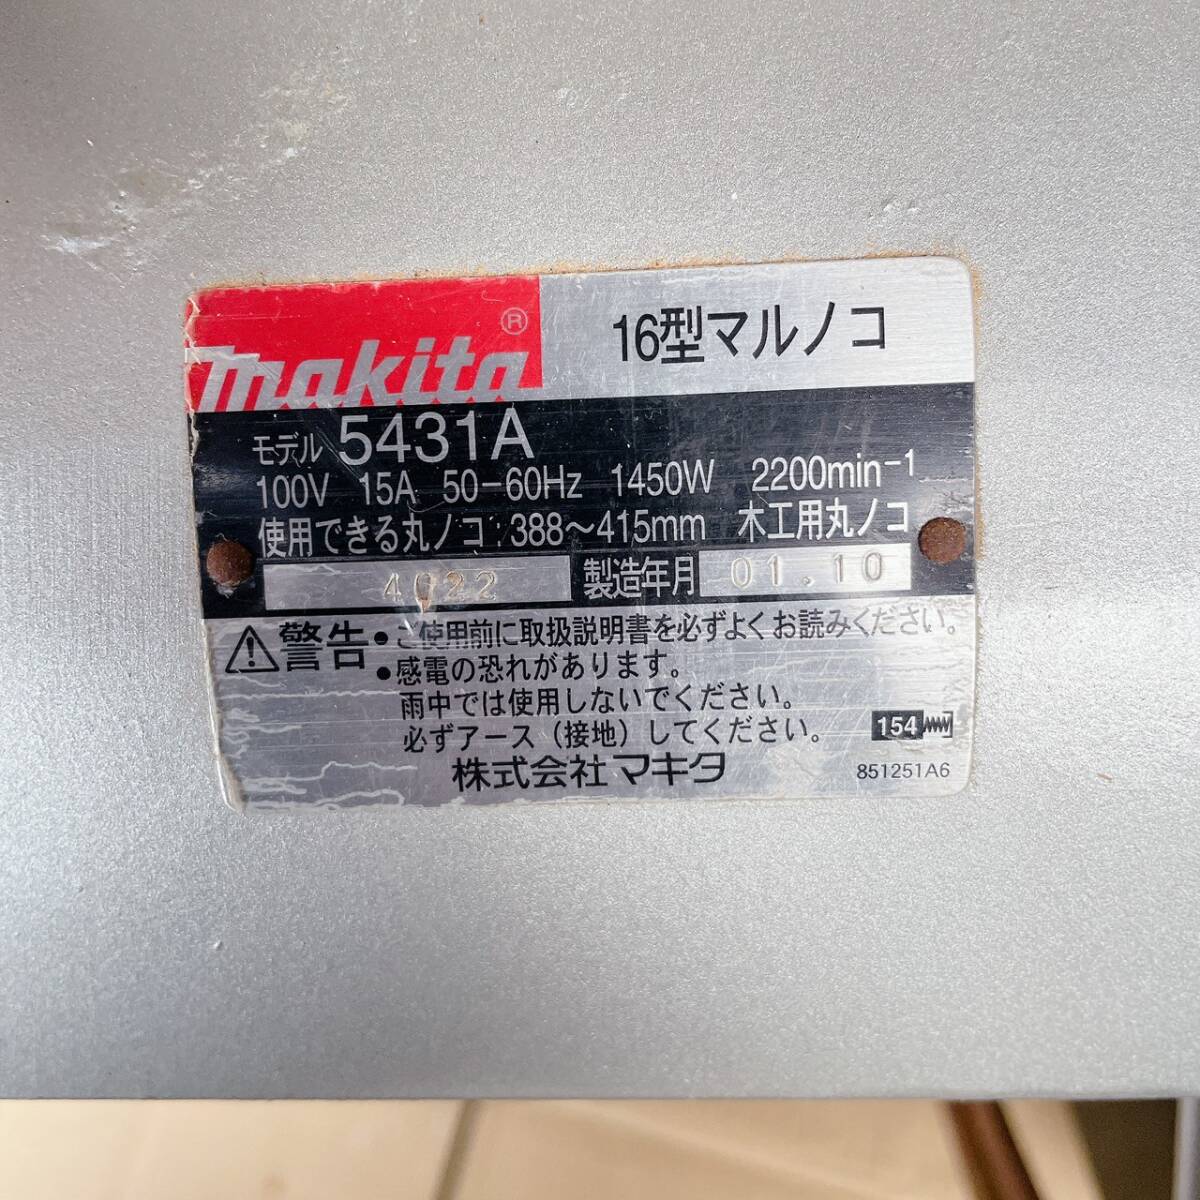 makita®
16型マルノコ
モデル 5431A
100V 15A 50-60Hz 1450W 2200min-1
使用できる丸ノコ:388〜415mm 木工用丸ノコ
4022 製造年月 01.10
警告 •ご使用前に取扱説明書を必ずよくお読みください。
•感電の恐れがあります。
雨中では使用しないでください。
必ずアース(接地)してください。
154
株式会社マキタ
851251A6